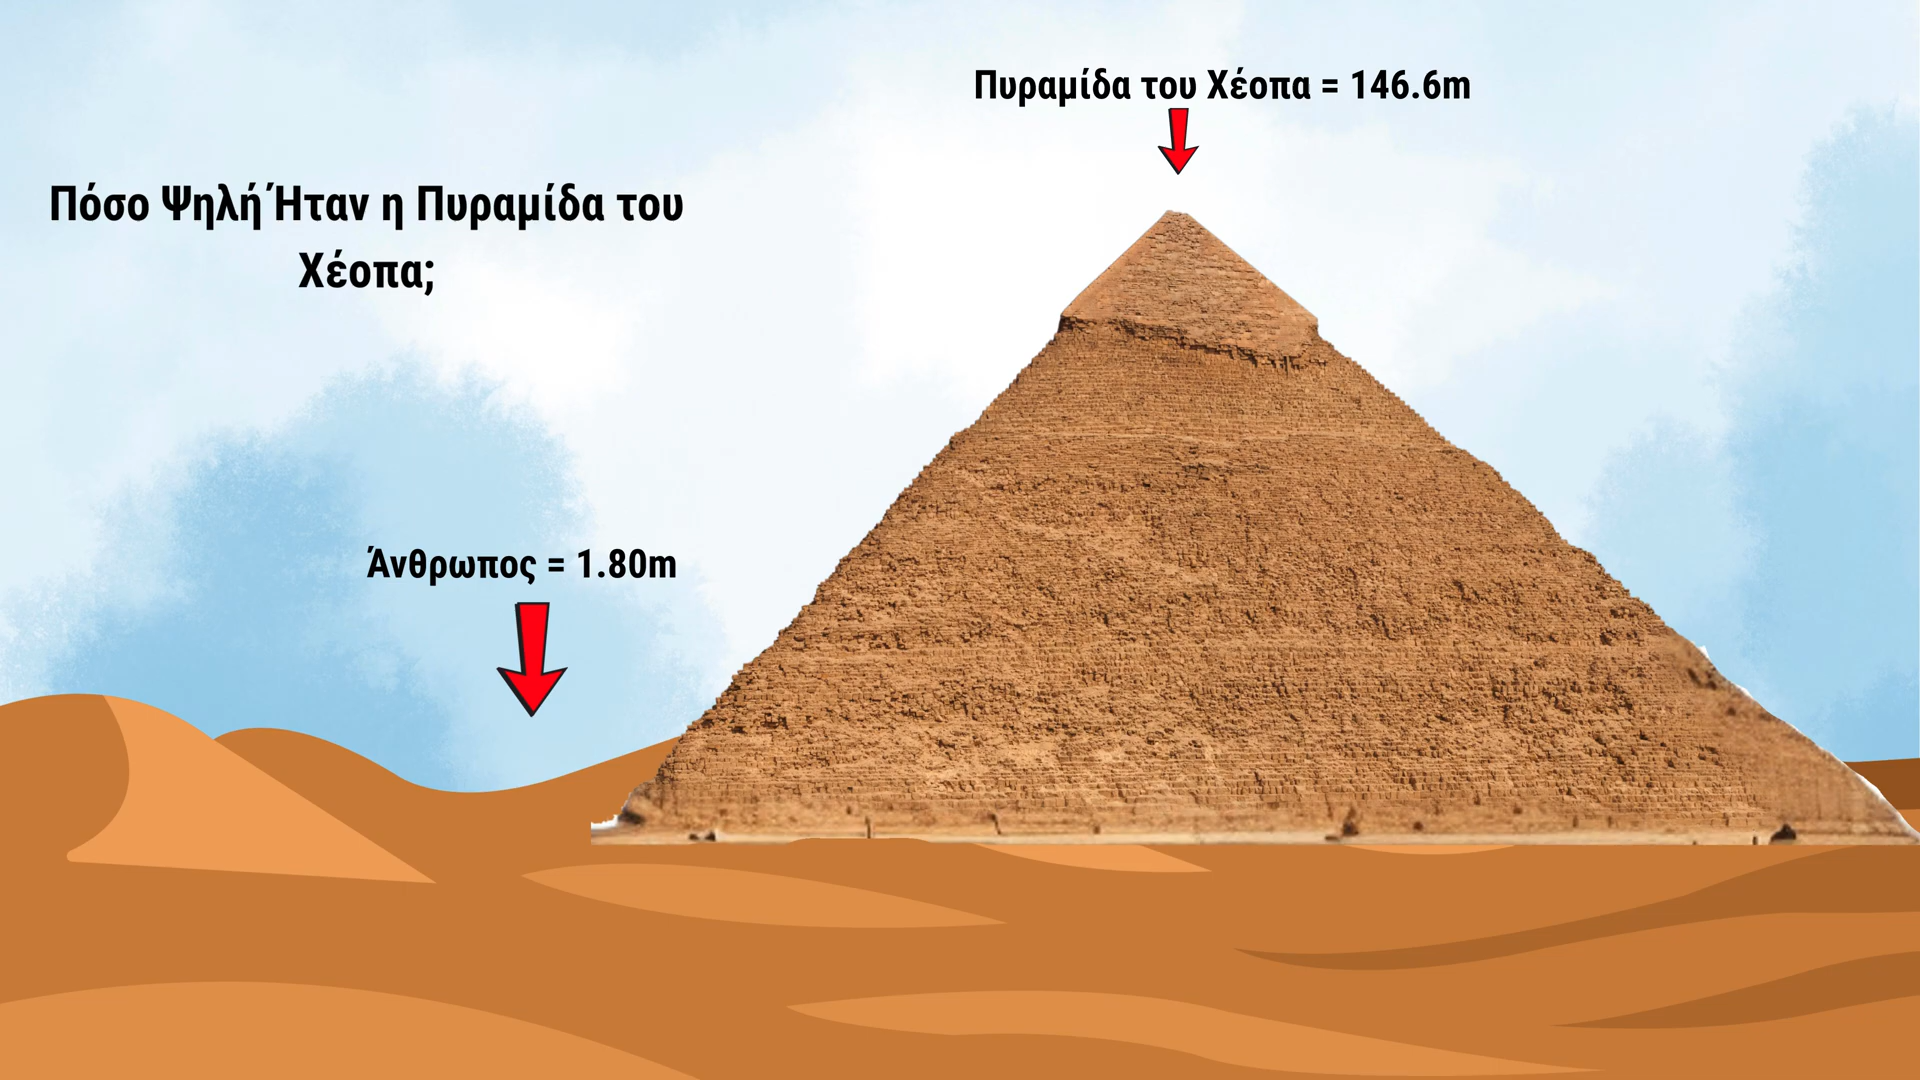 Πυραμίδα του Χέοπα = 146.6m
Πόσο Ψηλή Ήταν η Πυραμίδα του
Χέοπα;
Άνθρωπος = 1.80m